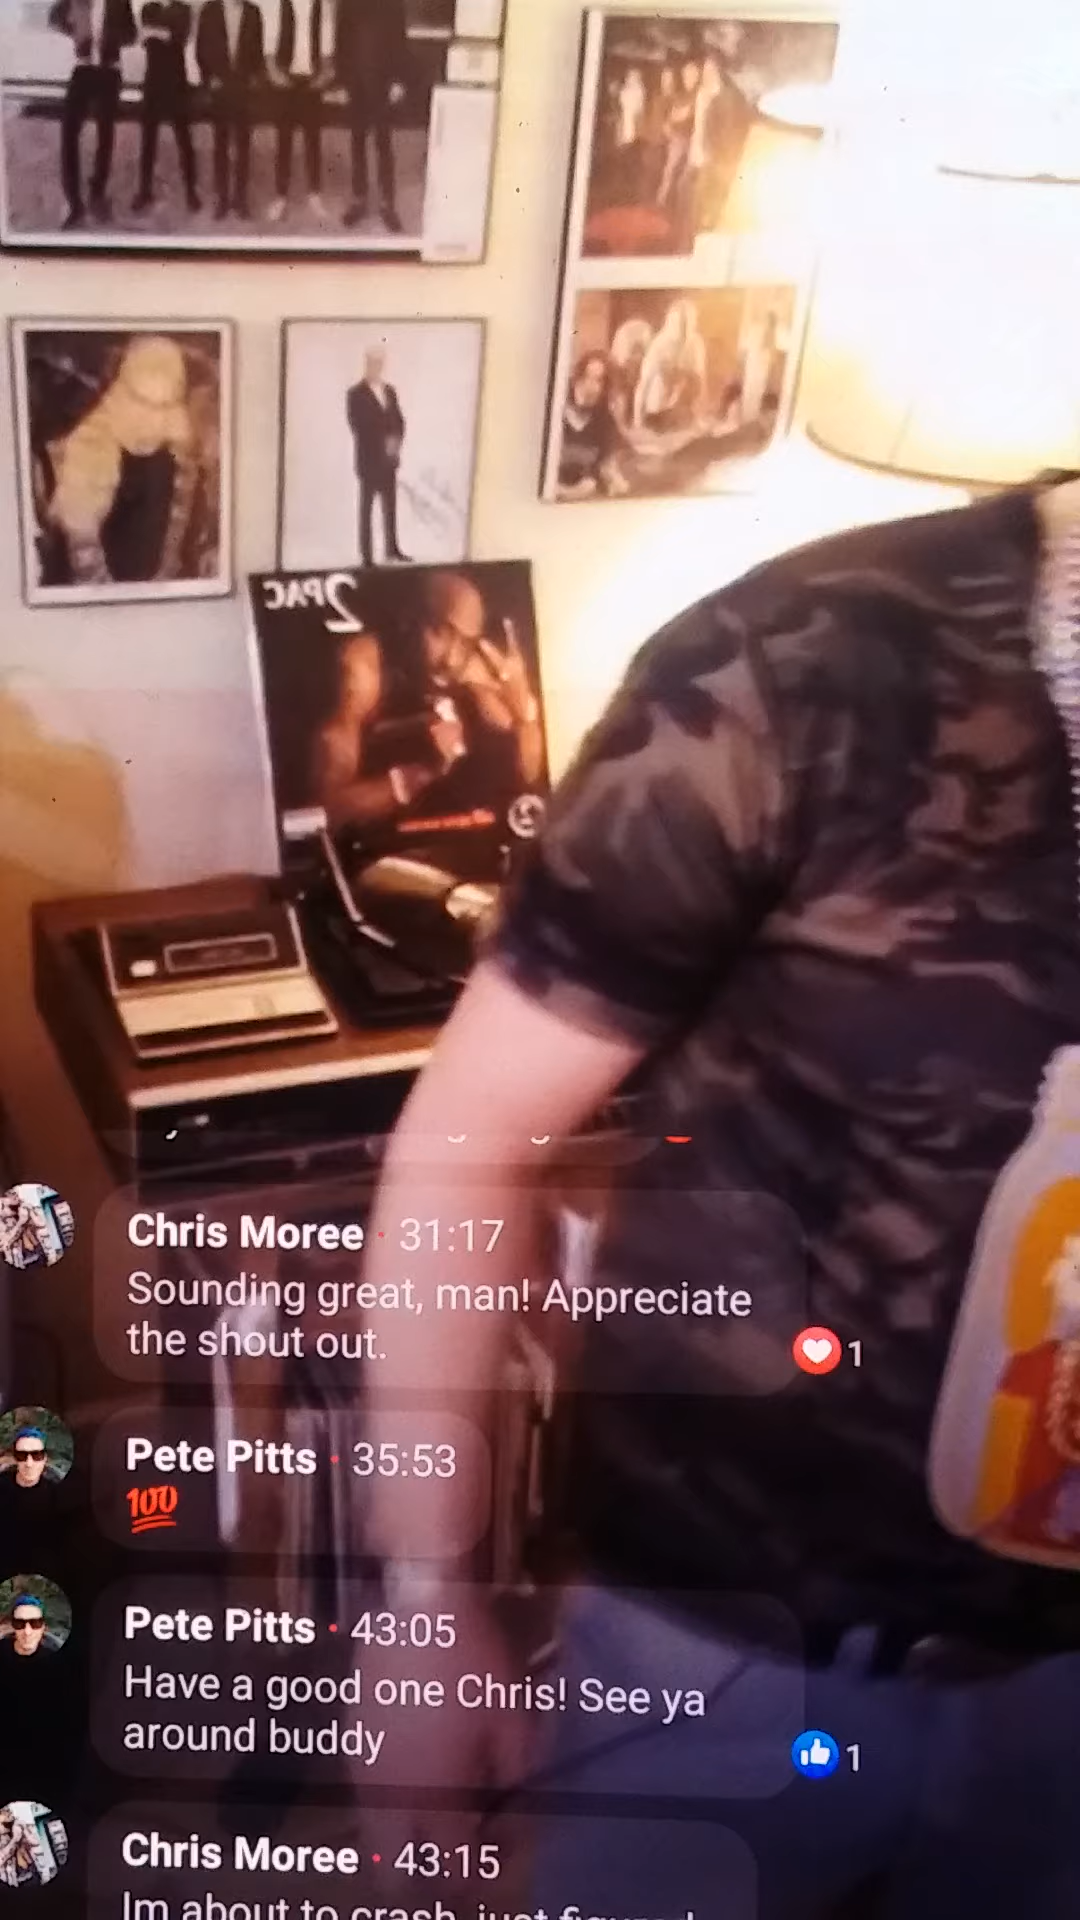 2PAC
Chris Moree · 31:17
Sounding great, man! Appreciate
the shout out.
1
Pete Pitts · 35:53
💯
Pete Pitts · 43:05
Have a good one Chris! See ya
around buddy
1
Chris Moree · 43:15
Im about to crash, just figured